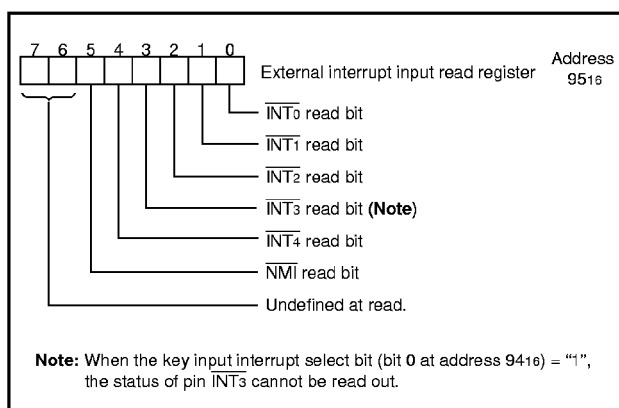 7 6 5 4 3 2 1 0
External interrupt input read register
Address
9516
INT0 read bit
INT1 read bit
INT2 read bit
INT3 read bit (Note)
INT4 read bit
NMI read bit
Undefined at read.
Note: When the key input interrupt select bit (bit 0 at address 9416) = “1”,
the status of pin INT3 cannot be read out.